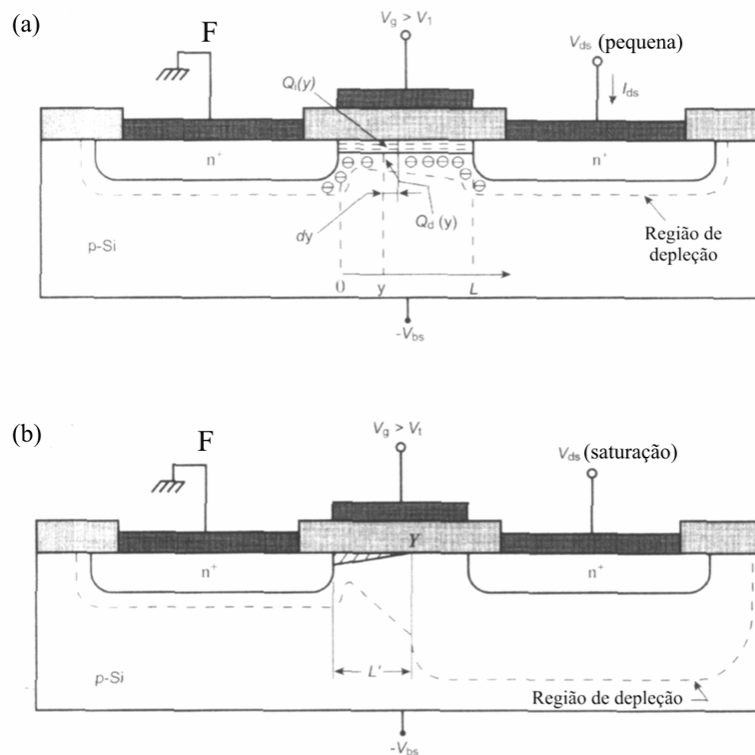 (a)
F
V_g > V_1
V_ds (pequena)
I_ds
Q_i(y)
n⁺
n⁺
Q_d (y)
dy
Região de
depleção
p-Si
0
y
L
-V_bs
(b)
F
V_g > V_t
V_ds (saturação)
Y
n⁺
n⁺
L'
p-Si
Região de depleção
-V_bs